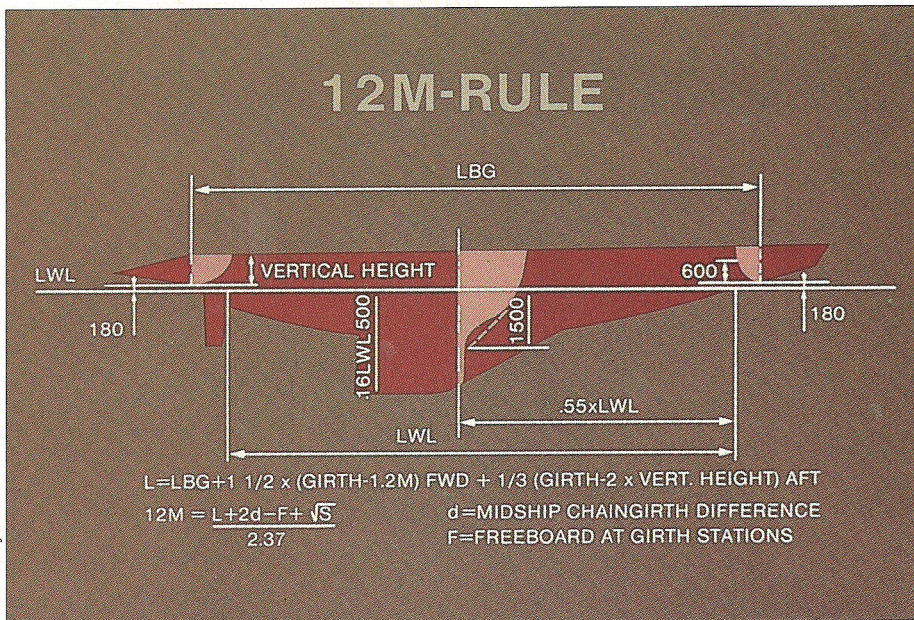 12M-RULE
LBG
LWL
VERTICAL HEIGHT
600
180
180
.16LWL 500
1500
.55xLWL
LWL
L=LBG+1 1/2 x (GIRTH-1.2M) FWD + 1/3 (GIRTH-2 x VERT. HEIGHT) AFT
12M = L+2d-F+ √S
2.37
d=MIDSHIP CHAINGIRTH DIFFERENCE
F=FREEBOARD AT GIRTH STATIONS